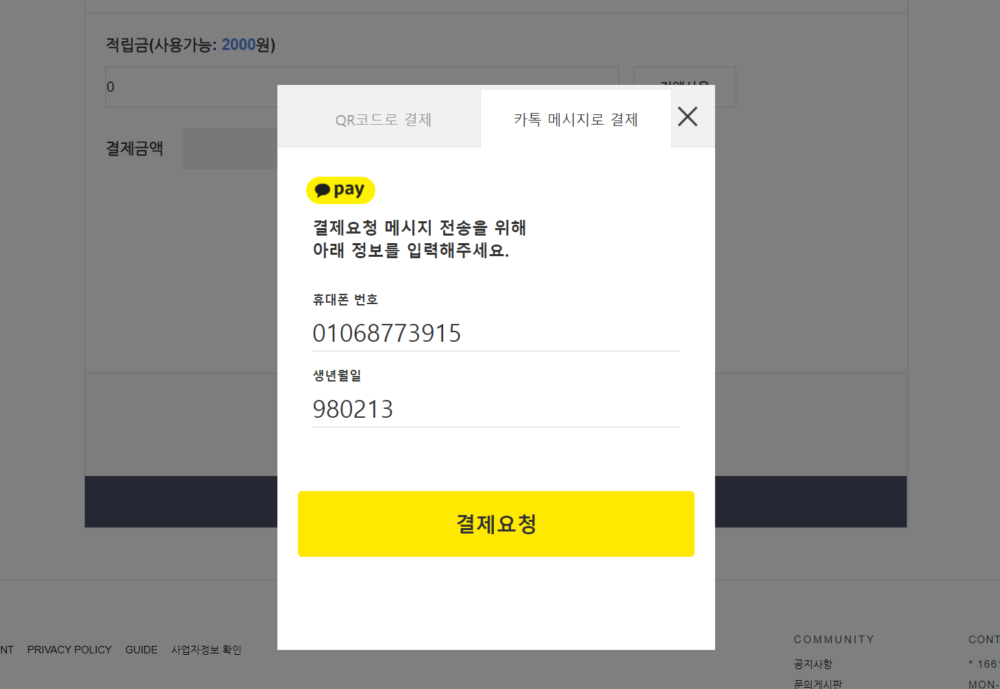 적립금(사용가능: 2000원)
0
결제금액
QR코드로 결제
카톡 메시지로 결제
pay
결제요청 메시지 전송을 위해
아래 정보를 입력해주세요.
휴대폰 번호
01068773915
생년월일
980213
결제요청
NT PRIVACY POLICY GUIDE 사업자정보 확인
COMMUNITY
공지사항
문의게시판
CONT
* 166
MON-